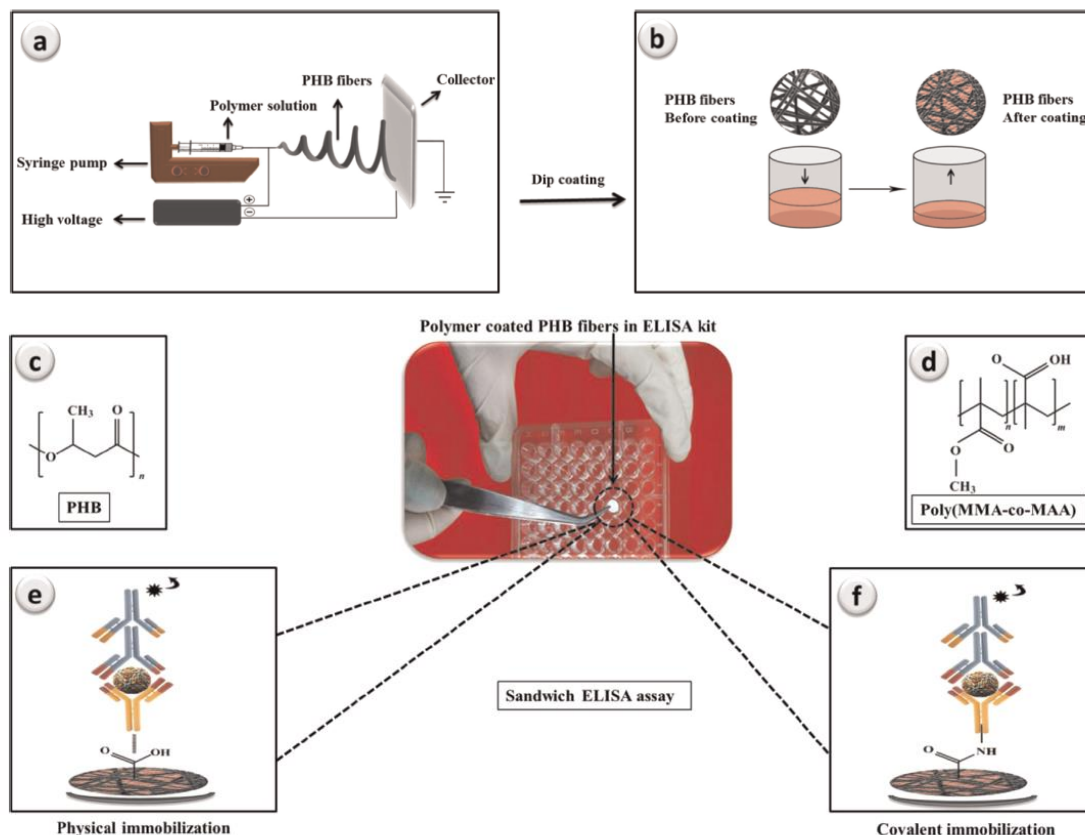 a
PHB fibers
Collector
Polymer solution
Syringe pump
High voltage
+
−
Dip coating
b
PHB fibers
Before coating
PHB fibers
After coating
Polymer coated PHB fibers in ELISA kit
c
CH₃
O
O
n
PHB
d
O
OH
n
m
O
O
CH₃
Poly(MMA-co-MAA)
e
O
OH
Physical immobilization
Sandwich ELISA assay
f
O
NH
Covalent immobilization